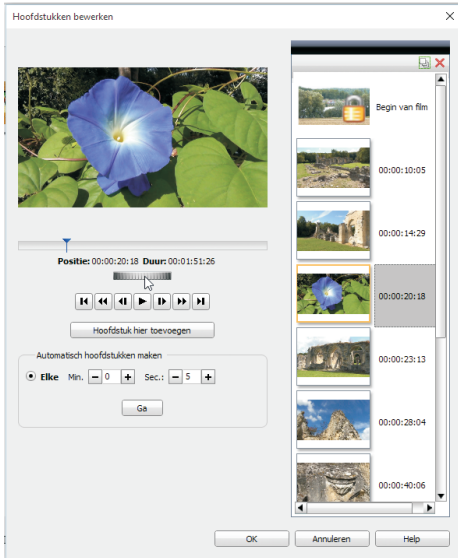 Hoofdstukken bewerken
Begin van film
00:00:10:05
00:00:14:29
00:00:20:18
00:00:23:13
00:00:28:04
00:00:40:06
Positie: 00:00:20:18 Duur: 00:01:51:26
Hoofdstuk hier toevoegen
Automatisch hoofdstukken maken
Elke Min. 0 Sec.: 5
Ga
OK Annuleren Help